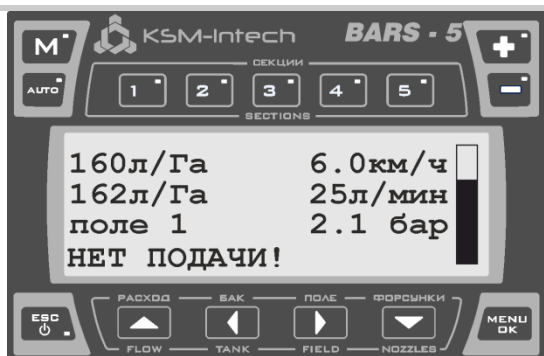 M
KSM-Intech
BARS - 5
+
AUTO
СЕКЦИИ
-
1 2 3 4 5
SECTIONS
160л/Га 6.0км/ч
162л/Га 25л/мин
поле 1 2.1 бар
НЕТ ПОДАЧИ!
РАСХОД БАК ПОЛЕ ФОРСУНКИ
ESC
MENU
OK
FLOW TANK FIELD NOZZLES